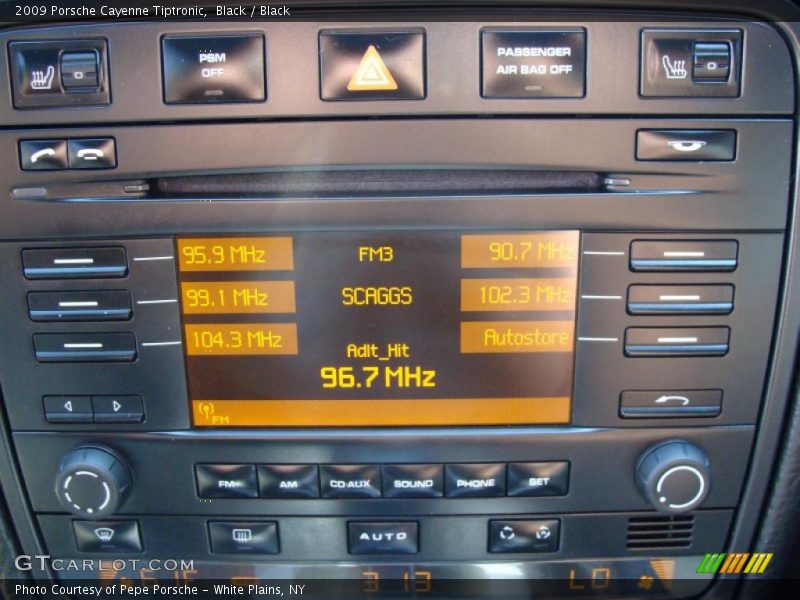 2009 Porsche Cayenne Tiptronic, Black / Black
PSM
OFF
PASSENGER
AIR BAG OFF
95.9 MHz
FM3
90.7 MHz
99.1 MHz
SCAGGS
102.3 MHz
104.3 MHz
Autostore
Adlt_Hit
96.7 MHz
FM
FM
AM
CD·AUX
SOUND
PHONE
SET
AUTO
GTCARLOT.COM
313
LO
Photo Courtesy of Pepe Porsche - White Plains, NY